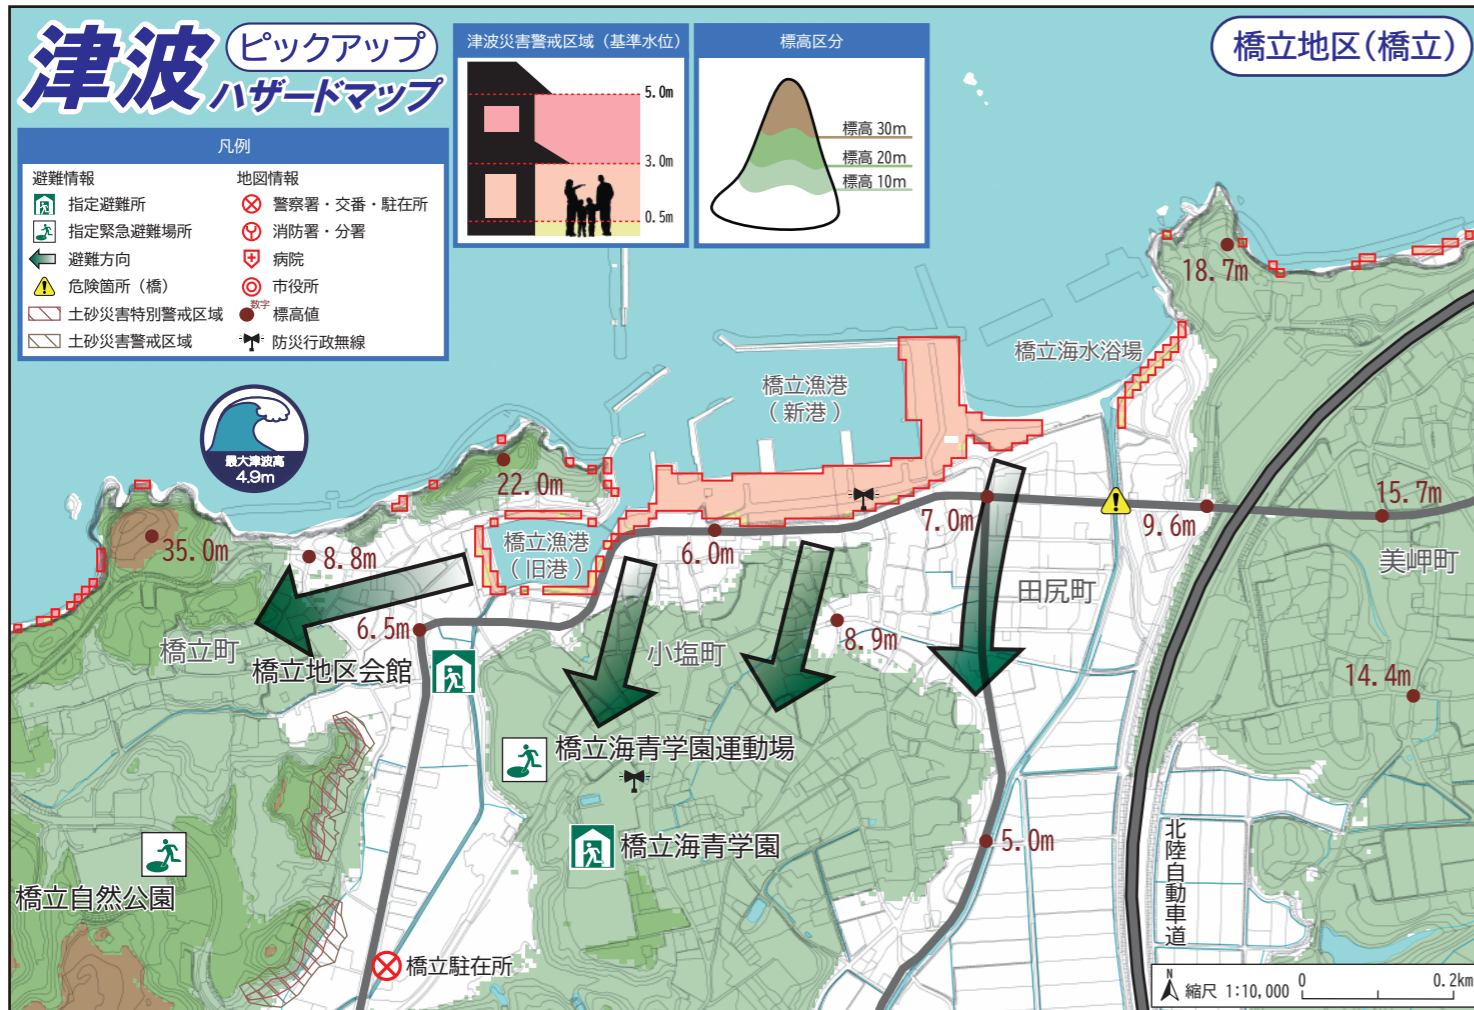 津波
ピックアップ
ハザードマップ
凡例
避難情報
指定避難所
指定緊急避難場所
避難方向
危険箇所（橋）
土砂災害特別警戒区域
土砂災害警戒区域
地図情報
警察署・交番・駐在所
消防署・分署
病院
市役所
数字
標高値
防災行政無線
津波災害警戒区域（基準水位）
5.0m
3.0m
0.5m
標高区分
標高 30m
標高 20m
標高 10m
橋立地区(橋立)
18.7m
橋立海水浴場
橋立漁港
（新港）
最大津波高
4.9m
22.0m
35.0m
8.8m
橋立漁港
（旧港）
6.0m
7.0m
9.6m
15.7m
美岬町
田尻町
6.5m
橋立町
橋立地区会館
小塩町
8.9m
14.4m
橋立海青学園運動場
橋立海青学園
5.0m
橋立自然公園
橋立駐在所
北陸自動車道
N
縮尺 1:10,000
0
0.2km